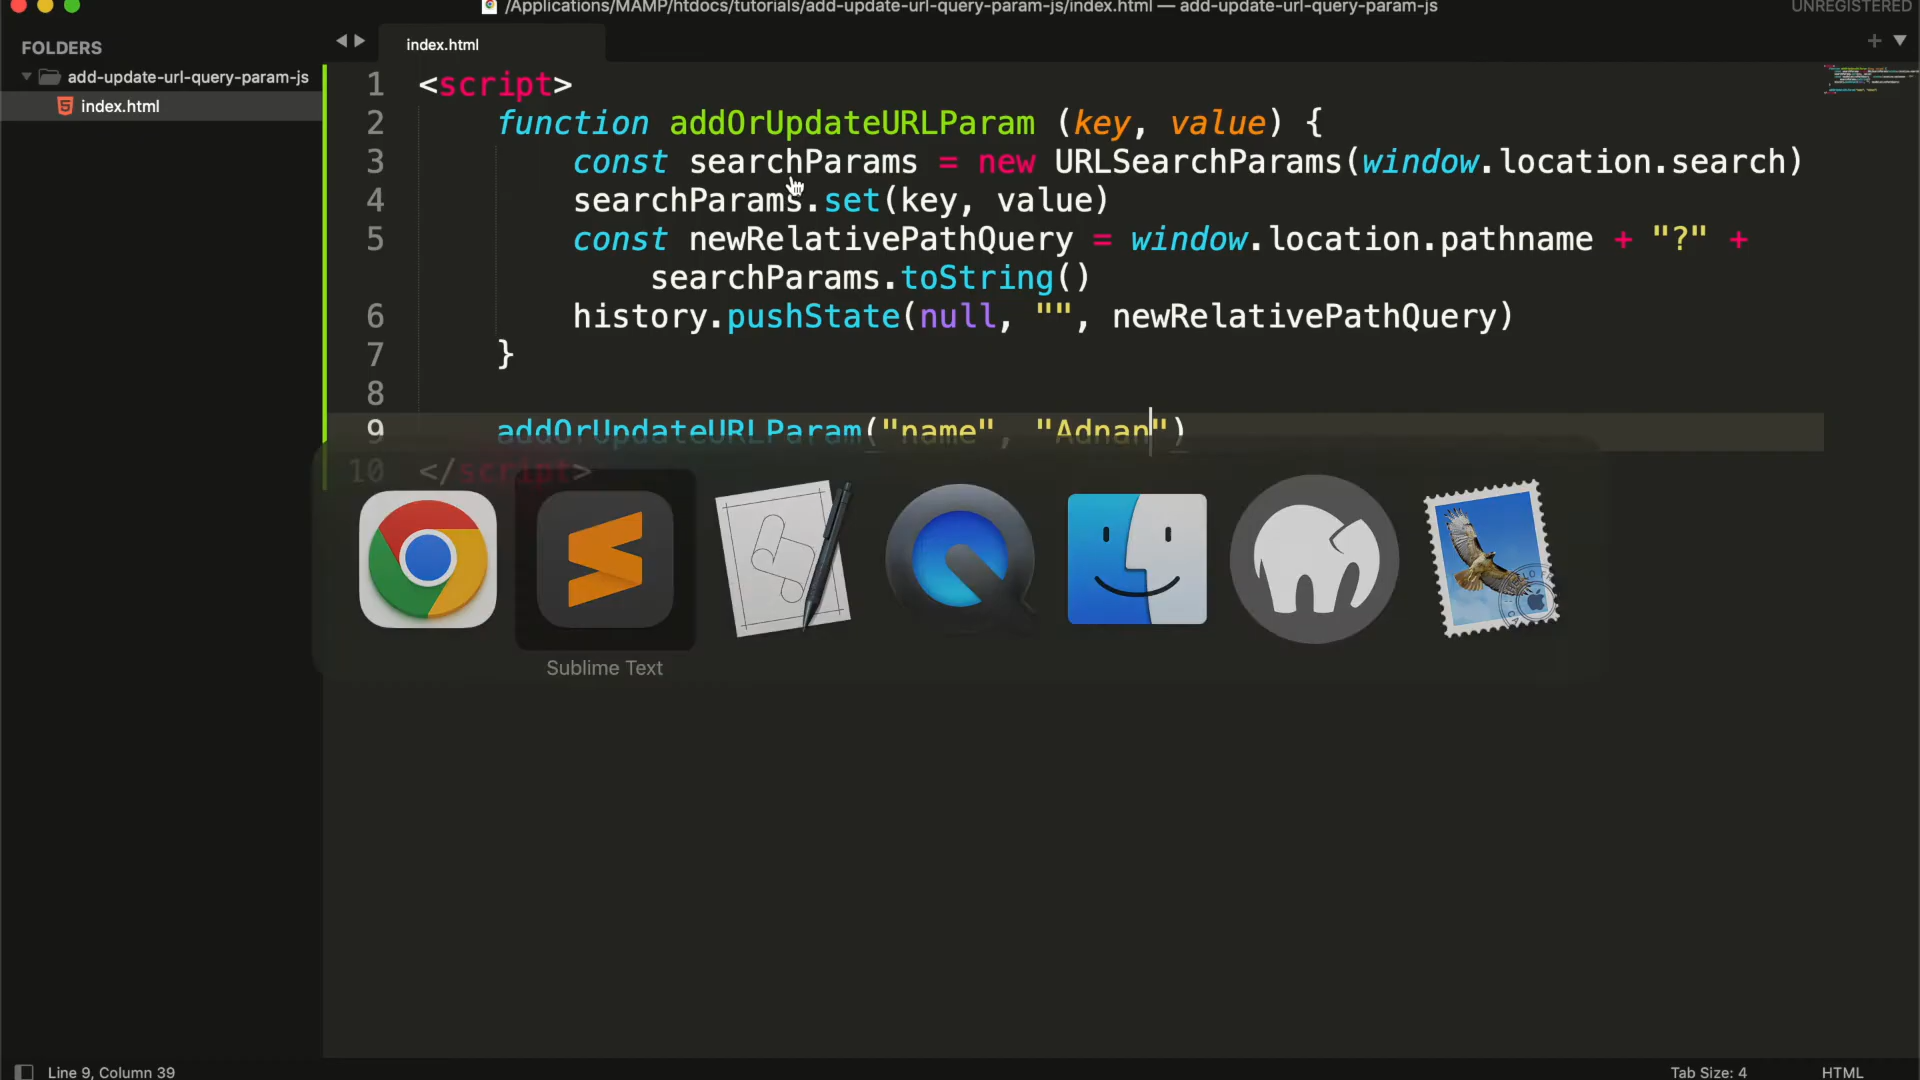 /Applications/MAMP/htdocs/tutorials/add-update-url-query-param-js/index.html — add-update-url-query-param-js
UNREGISTERED
FOLDERS
add-update-url-query-param-js
index.html
index.html
1 <script>
2 function addOrUpdateURLParam (key, value) {
3 const searchParams = new URLSearchParams(window.location.search)
4 searchParams.set(key, value)
5 const newRelativePathQuery = window.location.pathname + "?" +
searchParams.toString()
6 history.pushState(null, "", newRelativePathQuery)
7 }
8
9 addOrUpdateURLParam("name", "Adnan")
10 </script>
Sublime Text
Line 9, Column 39
Tab Size: 4
HTML